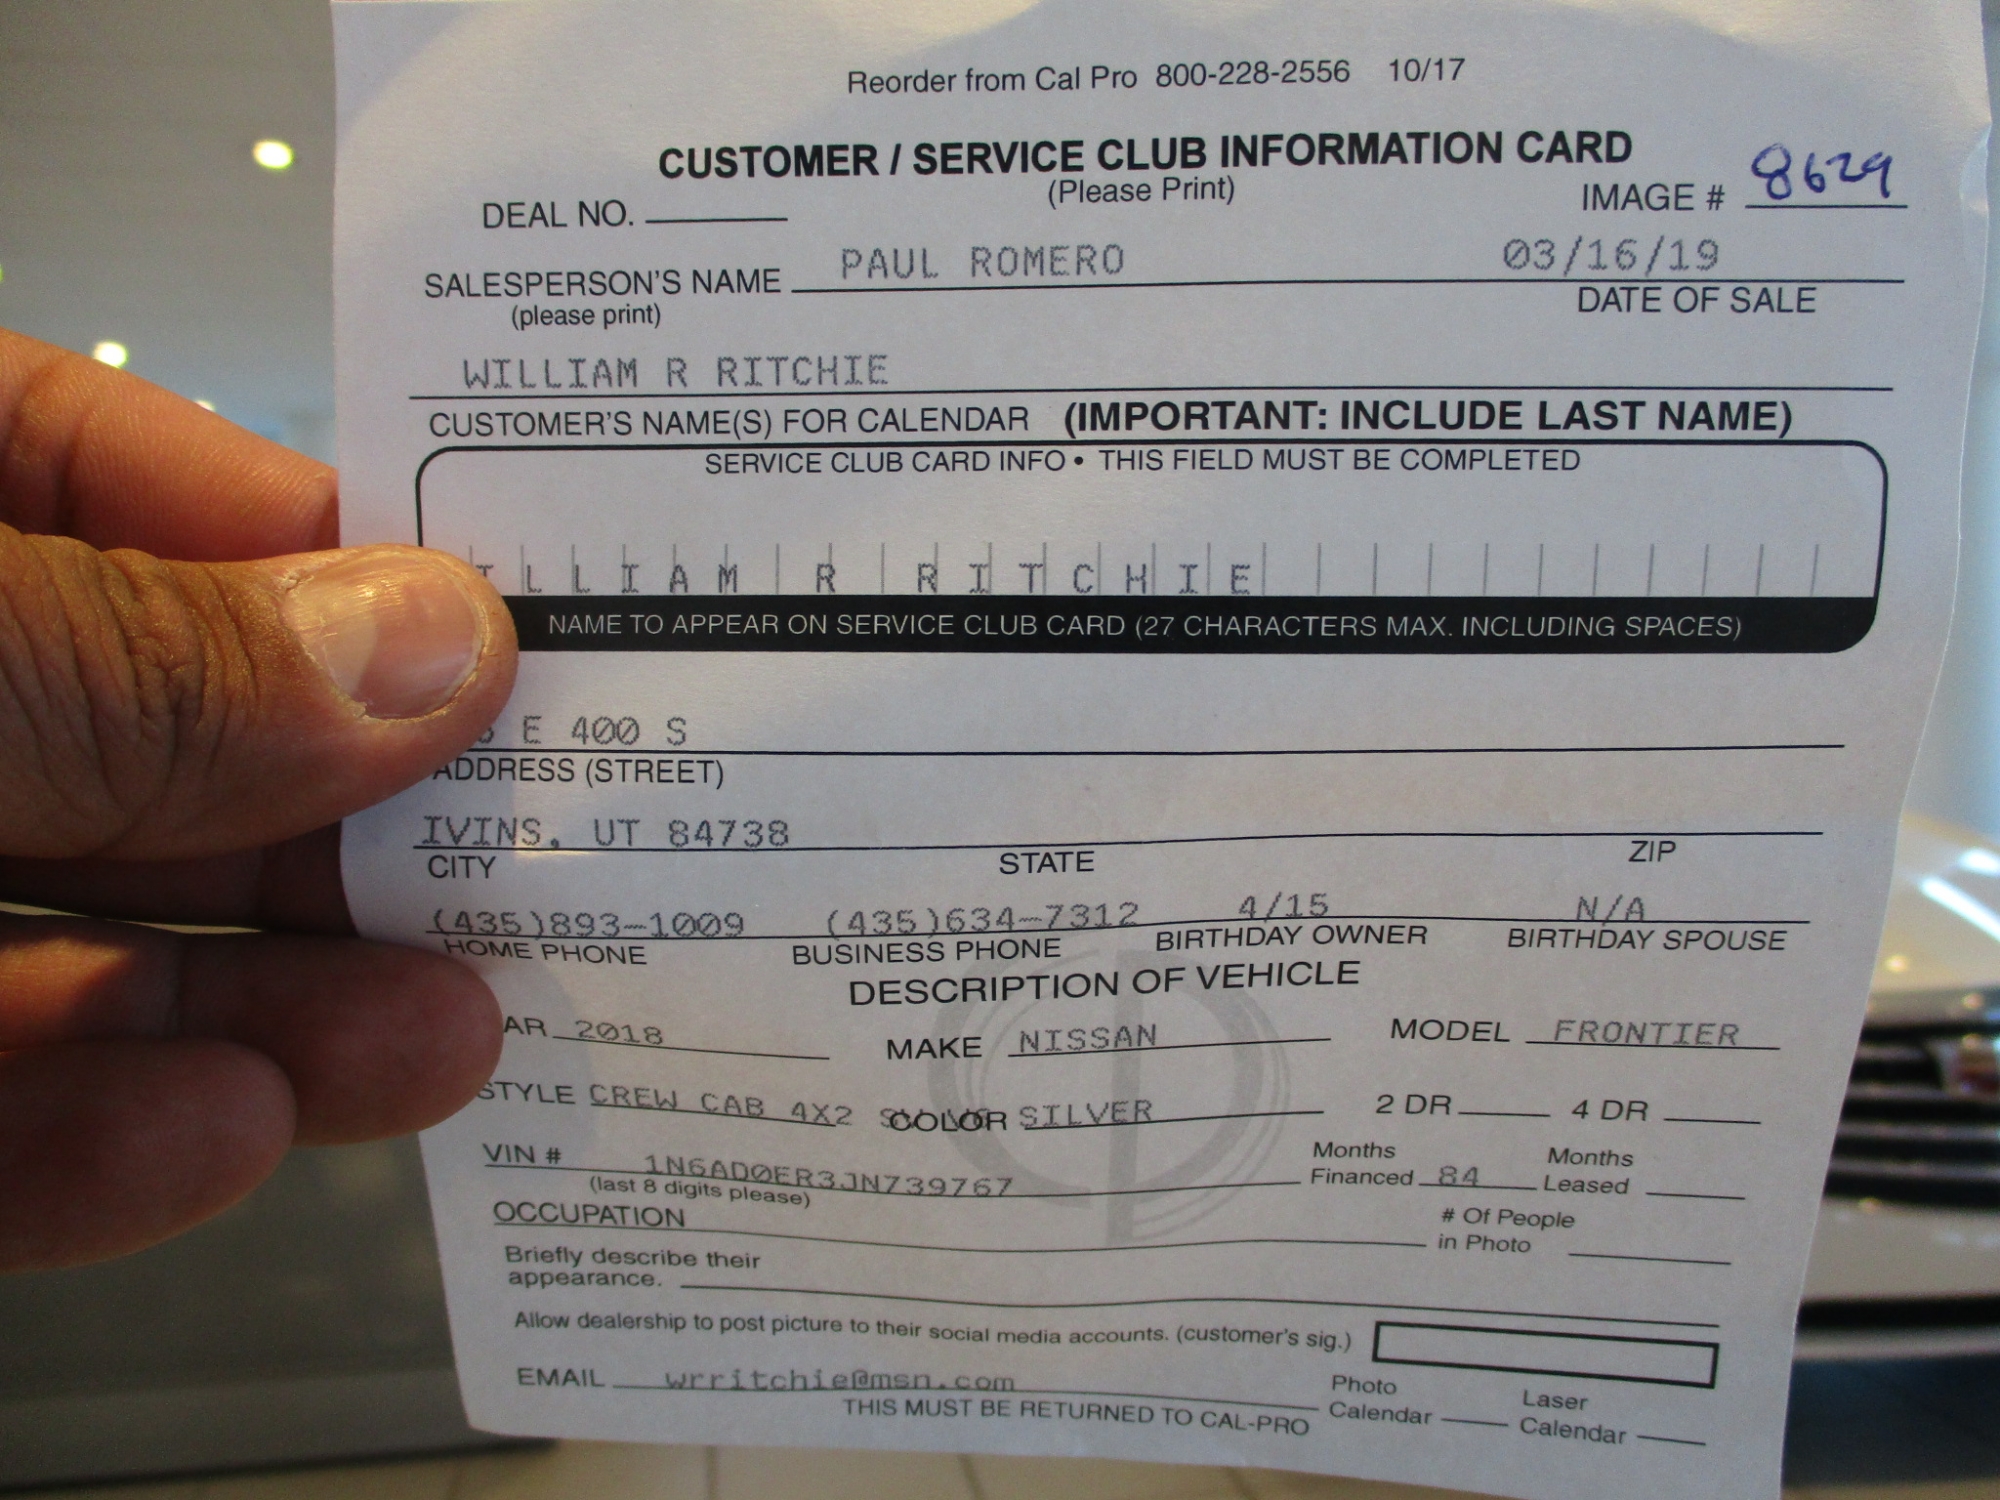 Reorder from Cal Pro 800-228-2556 10/17
CUSTOMER / SERVICE CLUB INFORMATION CARD
(Please Print)
DEAL NO. IMAGE # 8629
SALESPERSON'S NAME PAUL ROMERO 03/16/19
(please print) DATE OF SALE
WILLIAM R RITCHIE
CUSTOMER'S NAME(S) FOR CALENDAR (IMPORTANT: INCLUDE LAST NAME)
SERVICE CLUB CARD INFO • THIS FIELD MUST BE COMPLETED
ILLIAM R RITCHIE
NAME TO APPEAR ON SERVICE CLUB CARD (27 CHARACTERS MAX. INCLUDING SPACES)
E 400 S
ADDRESS (STREET)
IVINS, UT 84738
CITY STATE ZIP
(435)893-1009 (435)634-7312 4/15 N/A
HOME PHONE BUSINESS PHONE BIRTHDAY OWNER BIRTHDAY SPOUSE
DESCRIPTION OF VEHICLE
AR 2018 MAKE NISSAN MODEL FRONTIER
STYLE CREW CAB 4X2 COLOR SILVER 2 DR 4 DR
VIN # 1N6AD0ER3JN739767 Months Financed 84 Months Leased
(last 8 digits please)
OCCUPATION # Of People in Photo
Briefly describe their
appearance.
Allow dealership to post picture to their social media accounts. (customer's sig.)
EMAIL wrritchie@msn.com Photo Calendar Laser Calendar
THIS MUST BE RETURNED TO CAL-PRO